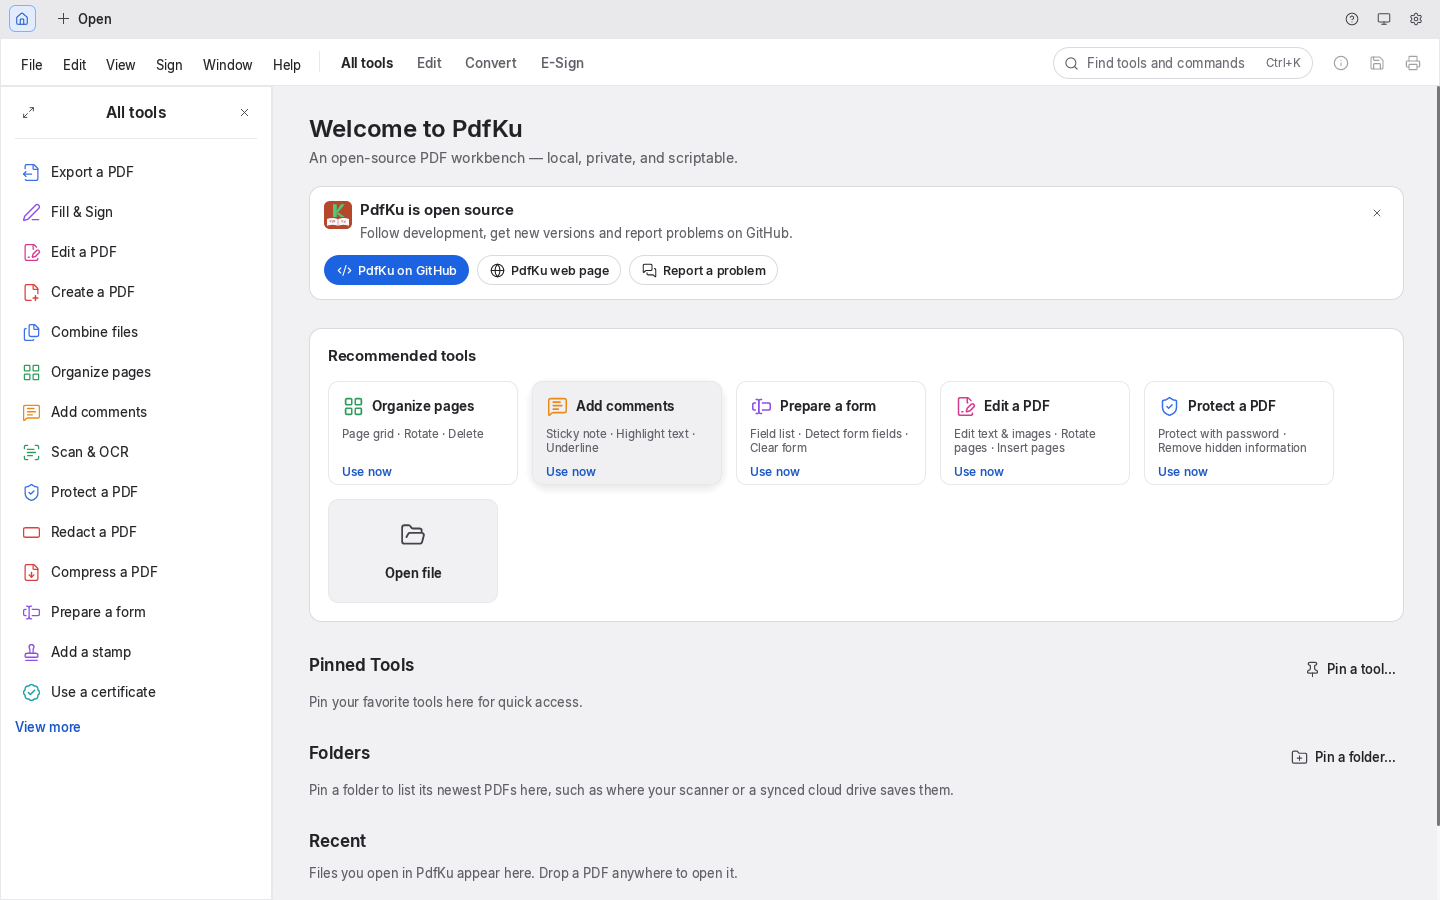 Open
File Edit View Sign Window Help
All tools Edit Convert E-Sign
Find tools and commands Ctrl+K
All tools
Export a PDF
Fill & Sign
Edit a PDF
Create a PDF
Combine files
Organize pages
Add comments
Scan & OCR
Protect a PDF
Redact a PDF
Compress a PDF
Prepare a form
Add a stamp
Use a certificate
View more
Welcome to PdfKu
An open-source PDF workbench — local, private, and scriptable.
PdfKu is open source
Follow development, get new versions and report problems on GitHub.
PdfKu on GitHub
PdfKu web page
Report a problem
Recommended tools
Organize pages
Page grid · Rotate · Delete
Use now
Add comments
Sticky note · Highlight text ·
Underline
Use now
Prepare a form
Field list · Detect form fields ·
Clear form
Use now
Edit a PDF
Edit text & images · Rotate
pages · Insert pages
Use now
Protect a PDF
Protect with password ·
Remove hidden information
Use now
Open file
Pinned Tools
Pin a tool...
Pin your favorite tools here for quick access.
Folders
Pin a folder...
Pin a folder to list its newest PDFs here, such as where your scanner or a synced cloud drive saves them.
Recent
Files you open in PdfKu appear here. Drop a PDF anywhere to open it.